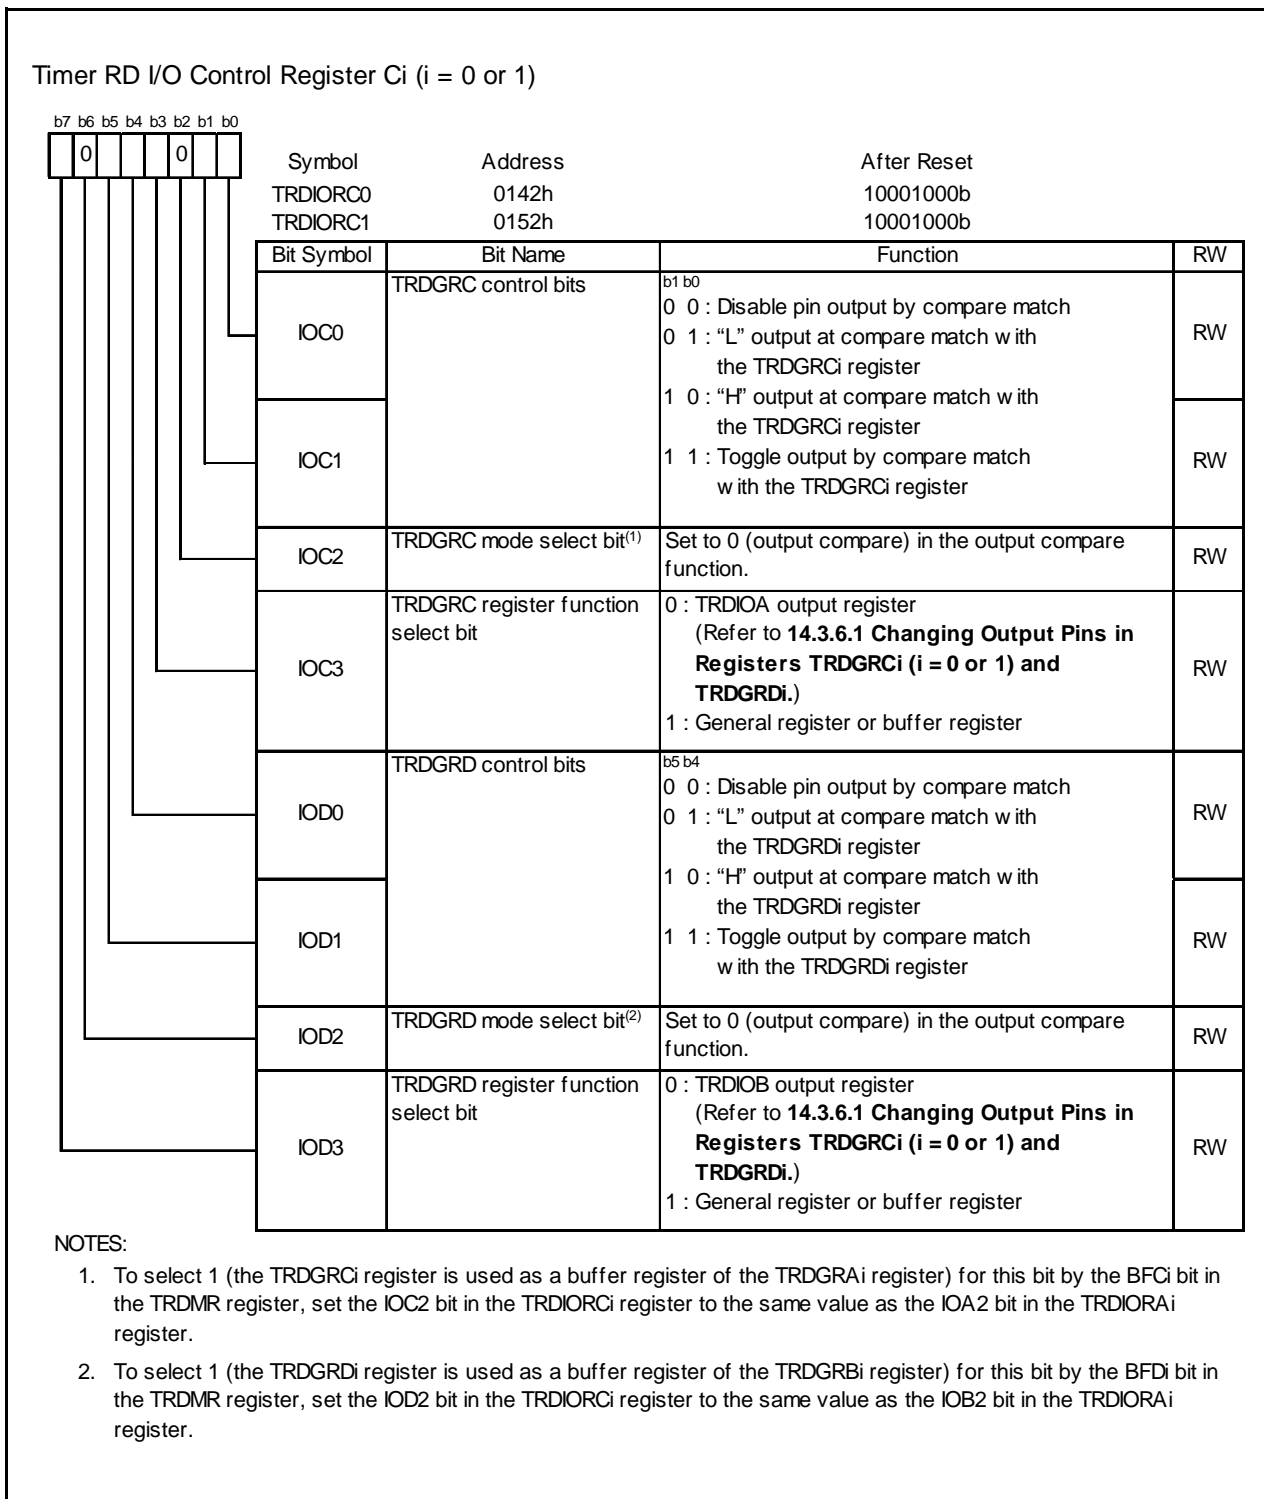 Timer RD I/O Control Register Ci (i = 0 or 1)
b7 b6 b5 b4 b3 b2 b1 b0
0 0
Symbol Address After Reset
TRDIORC0 0142h 10001000b
TRDIORC1 0152h 10001000b
Bit Symbol Bit Name Function RW
IOC0 TRDGRC control bits b1 b0
0 0 : Disable pin output by compare match
0 1 : “L” output at compare match with
the TRDGRCi register
RW
1 0 : “H” output at compare match with
the TRDGRCi register
IOC1
1 1 : Toggle output by compare match
with the TRDGRCi register
RW
IOC2 TRDGRC mode select bit(1) Set to 0 (output compare) in the output compare
function.
RW
IOC3 TRDGRC register function
select bit
0 : TRDIOA output register
(Refer to 14.3.6.1 Changing Output Pins in
Registers TRDGRCi (i = 0 or 1) and
TRDGRDi.)
1 : General register or buffer register
RW
IOD0 TRDGRD control bits b5 b4
0 0 : Disable pin output by compare match
0 1 : “L” output at compare match with
the TRDGRDi register
RW
1 0 : “H” output at compare match with
the TRDGRDi register
IOD1
1 1 : Toggle output by compare match
with the TRDGRDi register
RW
IOD2 TRDGRD mode select bit(2) Set to 0 (output compare) in the output compare
function.
RW
IOD3 TRDGRD register function
select bit
0 : TRDIOB output register
(Refer to 14.3.6.1 Changing Output Pins in
Registers TRDGRCi (i = 0 or 1) and
TRDGRDi.)
1 : General register or buffer register
RW
NOTES:
1. To select 1 (the TRDGRCi register is used as a buffer register of the TRDGRAi register) for this bit by the BFCi bit in
the TRDMR register, set the IOC2 bit in the TRDIORCi register to the same value as the IOA2 bit in the TRDIORAi
register.
2. To select 1 (the TRDGRDi register is used as a buffer register of the TRDGRBi register) for this bit by the BFDi bit in
the TRDMR register, set the IOD2 bit in the TRDIORCi register to the same value as the IOB2 bit in the TRDIORAi
register.